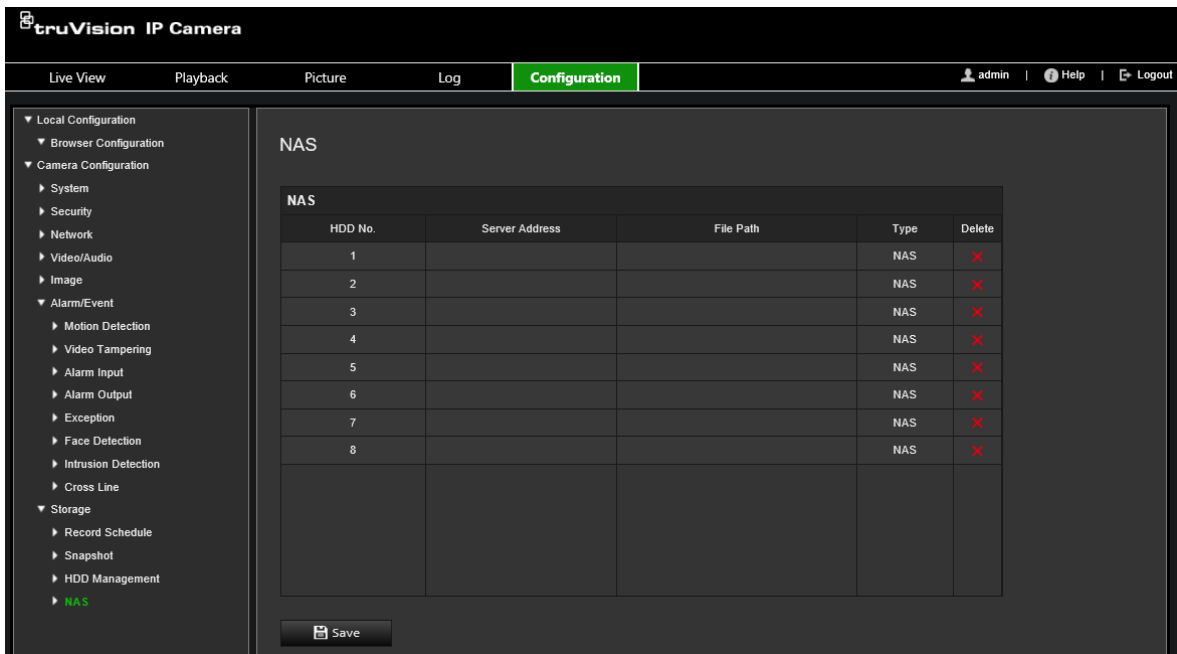 truVision IP Camera
Live View Playback Picture Log Configuration admin | Help | Logout
Local Configuration
Browser Configuration
Camera Configuration
System
Security
Network
Video/Audio
Image
Alarm/Event
Motion Detection
Video Tampering
Alarm Input
Alarm Output
Exception
Face Detection
Intrusion Detection
Cross Line
Storage
Record Schedule
Snapshot
HDD Management
NAS
NAS
NAS
HDD No. Server Address File Path Type Delete
1 NAS
2 NAS
3 NAS
4 NAS
5 NAS
6 NAS
7 NAS
8 NAS
Save